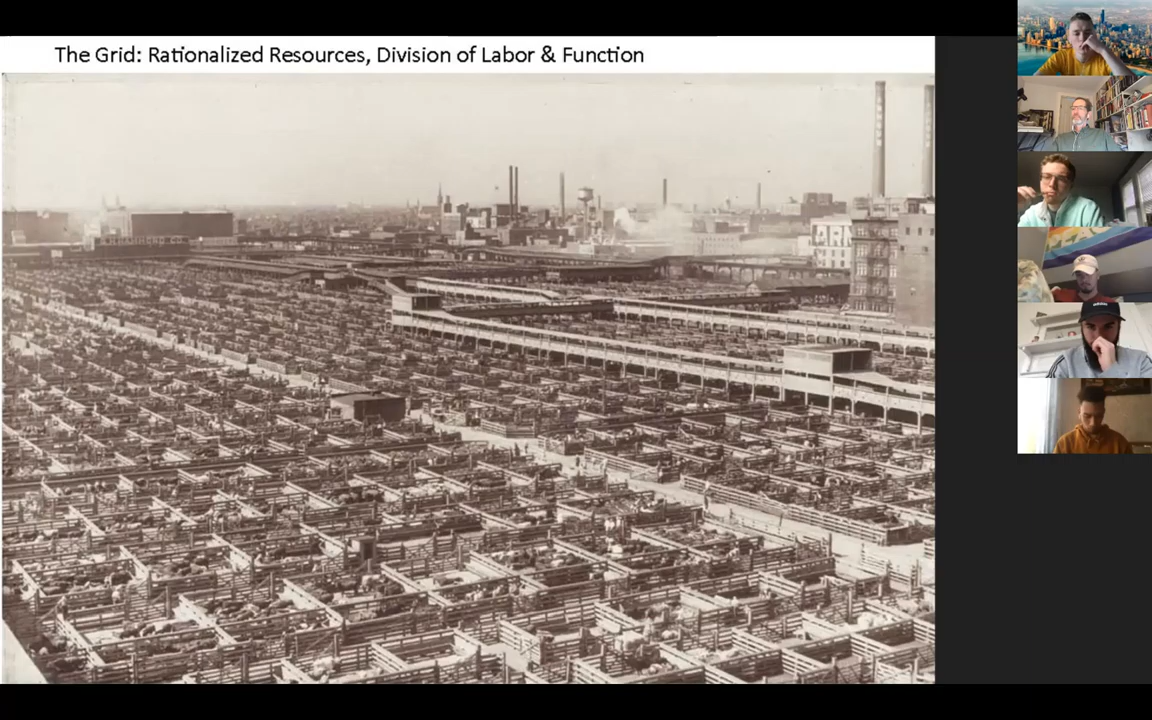 The Grid: Rationalized Resources, Division of Labor & Function